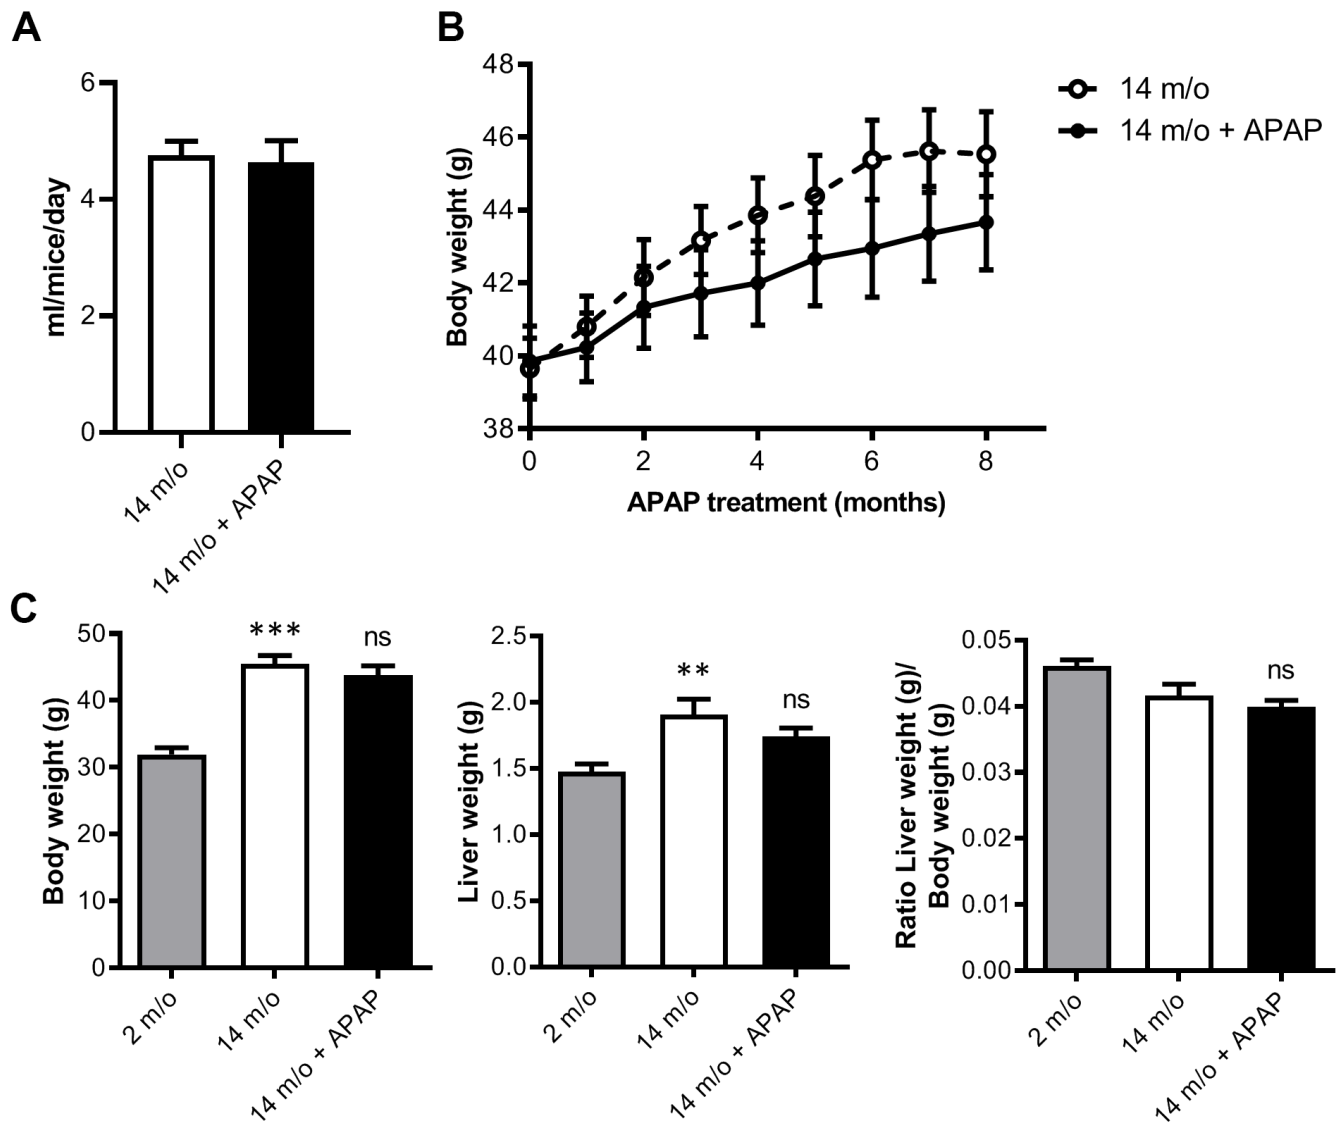 A
6
4
2
0
ml/mice/day
14 m/o
14 m/o + APAP
B
48
46
44
42
40
38
Body weight (g)
0 2 4 6 8
APAP treatment (months)
14 m/o
14 m/o + APAP
C
50
40
30
20
10
0
Body weight (g)
***
ns
2 m/o
14 m/o
14 m/o + APAP
2.5
2.0
1.5
1.0
0.5
0.0
Liver weight (g)
**
ns
2 m/o
14 m/o
14 m/o + APAP
0.05
0.04
0.03
0.02
0.01
0.00
Ratio Liver weight (g)/
Body weight (g)
ns
2 m/o
14 m/o
14 m/o + APAP